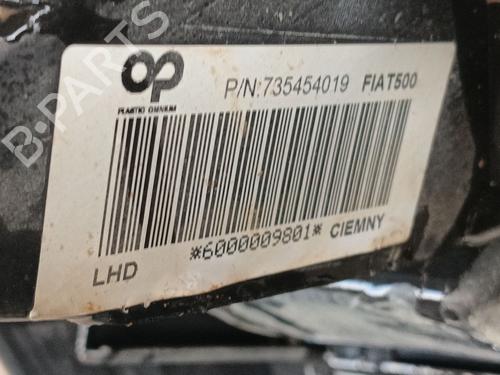 B-PARTS
op
PLASTIC OMNIUM
P/N:735454019 FIAT500
*6000009801* CIEMNY
LHD